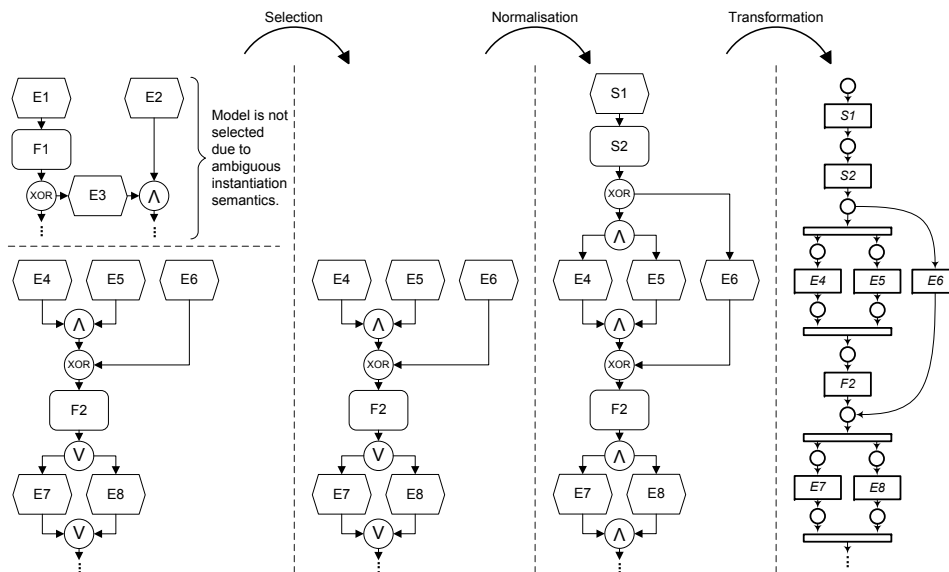 Selection
Normalisation
Transformation
E1
E2
F1
XOR
E3
Λ
Model is not
selected
due to
ambiguous
instantiation
semantics.
E4
E5
E6
Λ
XOR
F2
V
E7
E8
V
E4
E5
E6
Λ
XOR
F2
V
E7
E8
V
S1
S2
XOR
Λ
E4
E5
E6
Λ
XOR
F2
Λ
E7
E8
Λ
S1
S2
E4
E5
E6
F2
E7
E8